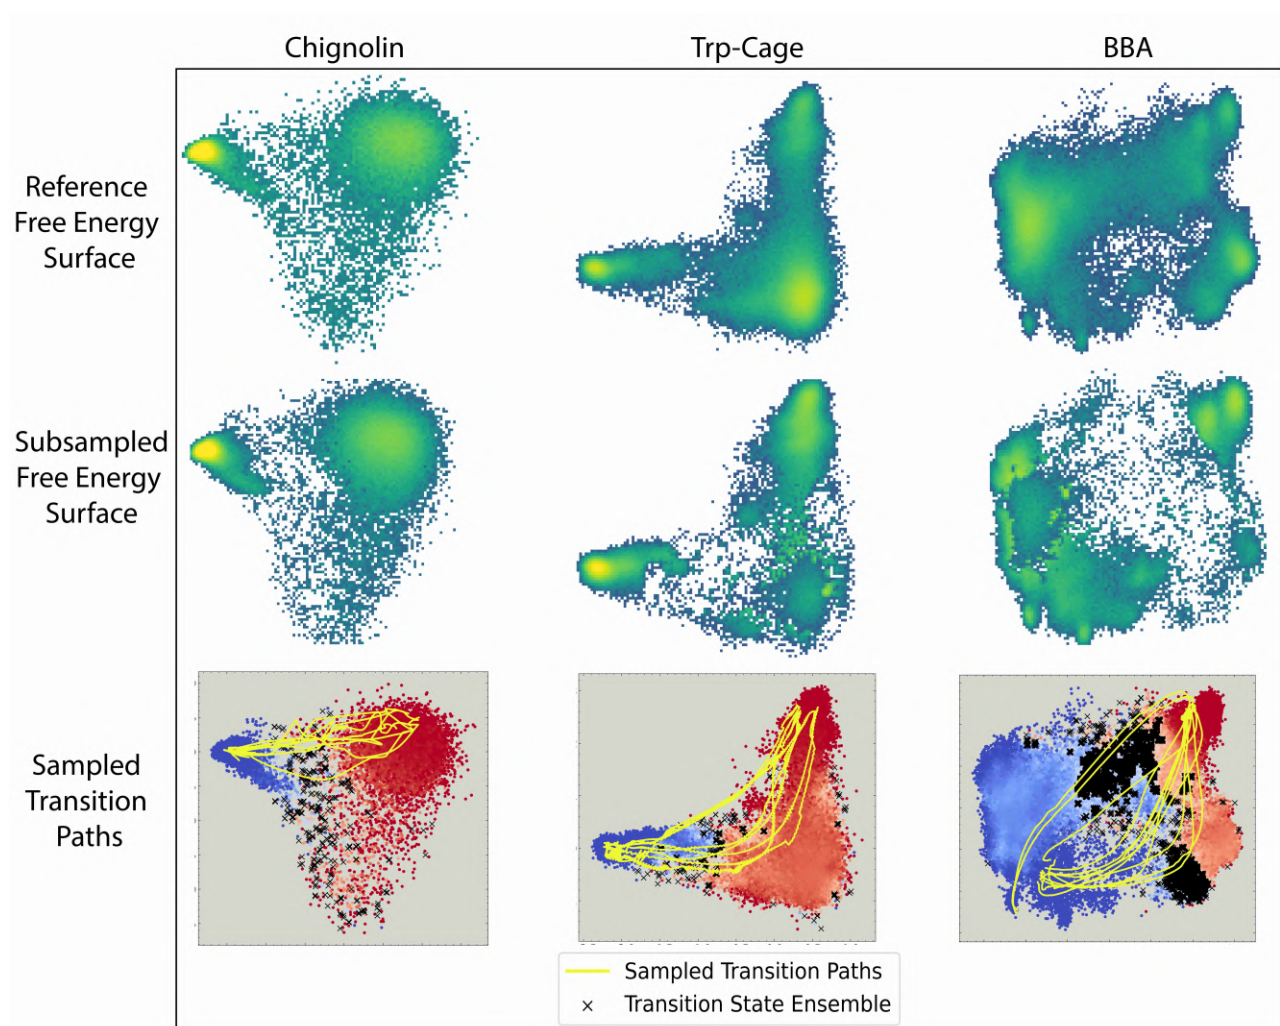 Chignolin
Trp-Cage
BBA
Reference
Free Energy
Surface
Subsampled
Free Energy
Surface
Sampled
Transition
Paths
Sampled Transition Paths
× Transition State Ensemble